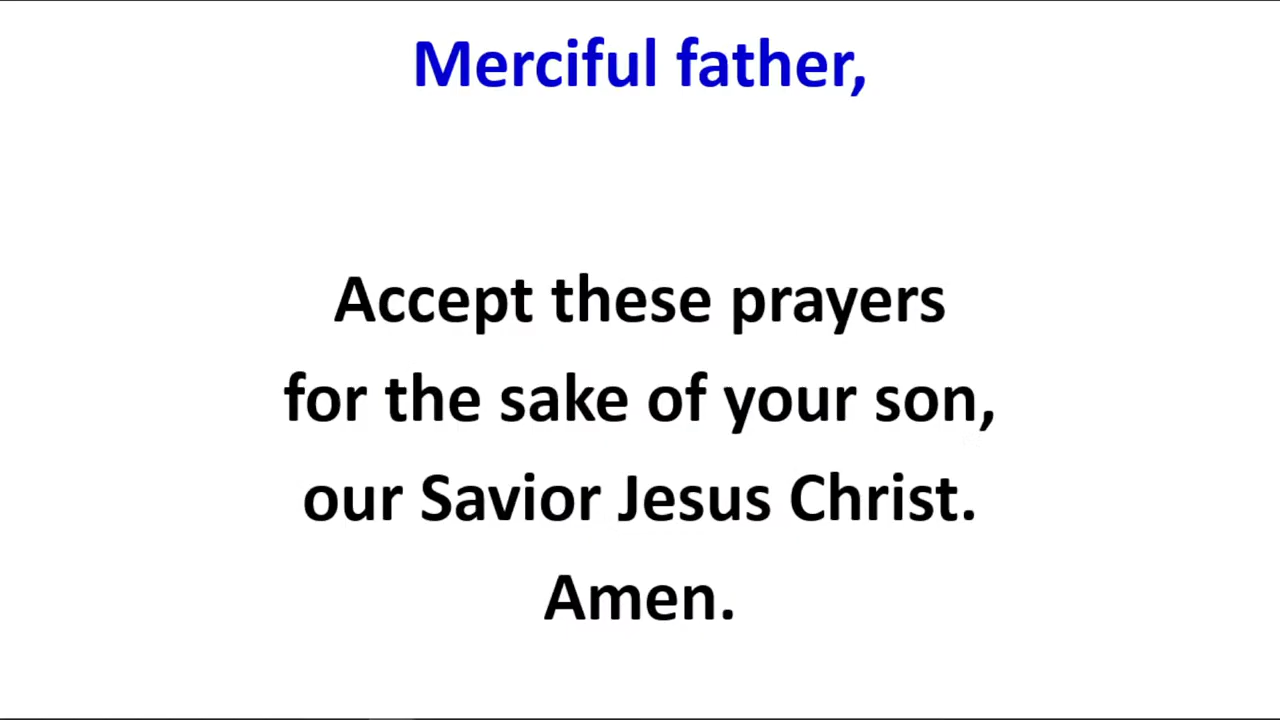 Merciful father,
Accept these prayers
for the sake of your son,
our Savior Jesus Christ.
Amen.